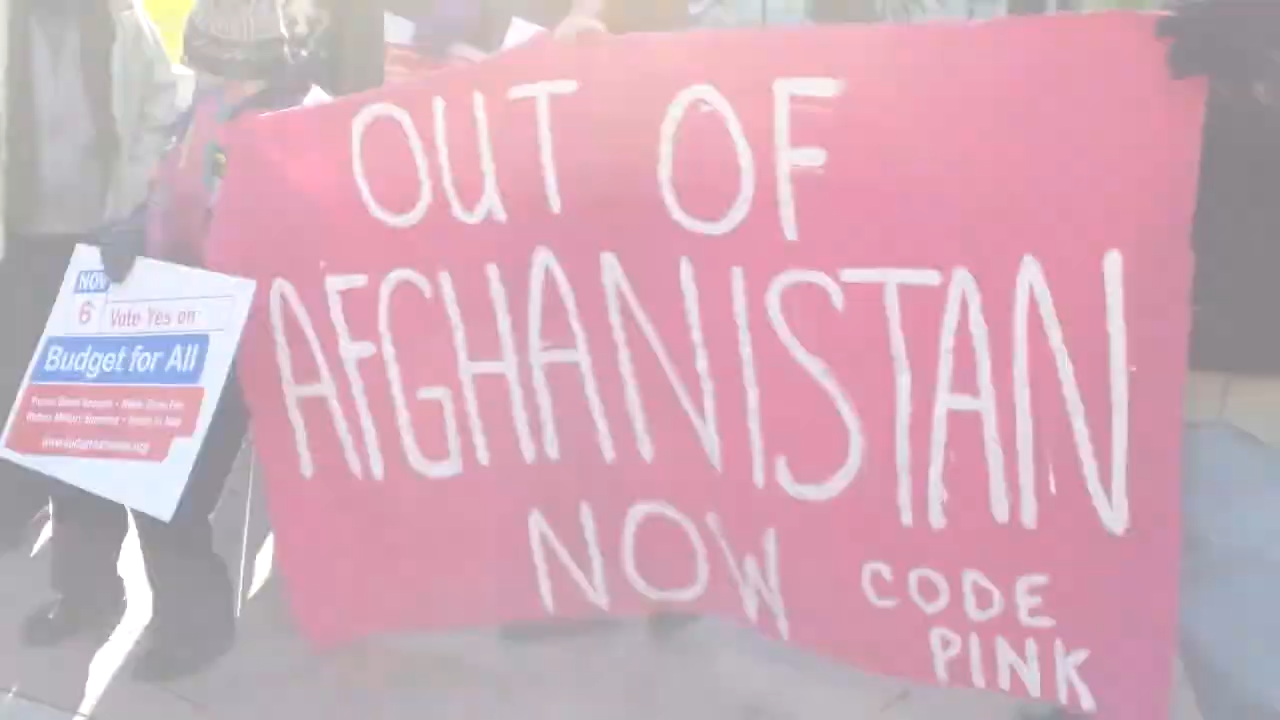 OUT OF
AFGHANISTAN
NOW
CODE
PINK
NOV
6
Vote Yes on
Budget for All